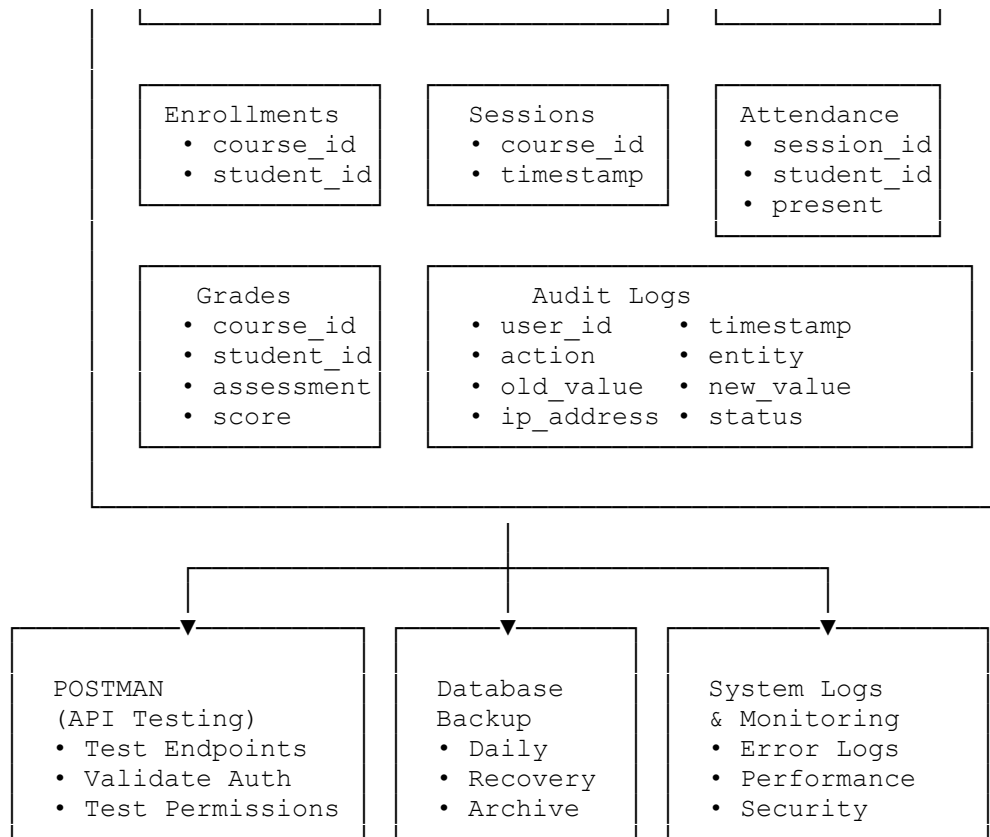 Enrollments
• course_id
• student_id
Sessions
• course_id
• timestamp
Attendance
• session_id
• student_id
• present
Grades
• course_id
• student_id
• assessment
• score
Audit Logs
• user_id • timestamp
• action • entity
• old_value • new_value
• ip_address • status
POSTMAN
(API Testing)
• Test Endpoints
• Validate Auth
• Test Permissions
Database
Backup
• Daily
• Recovery
• Archive
System Logs
& Monitoring
• Error Logs
• Performance
• Security